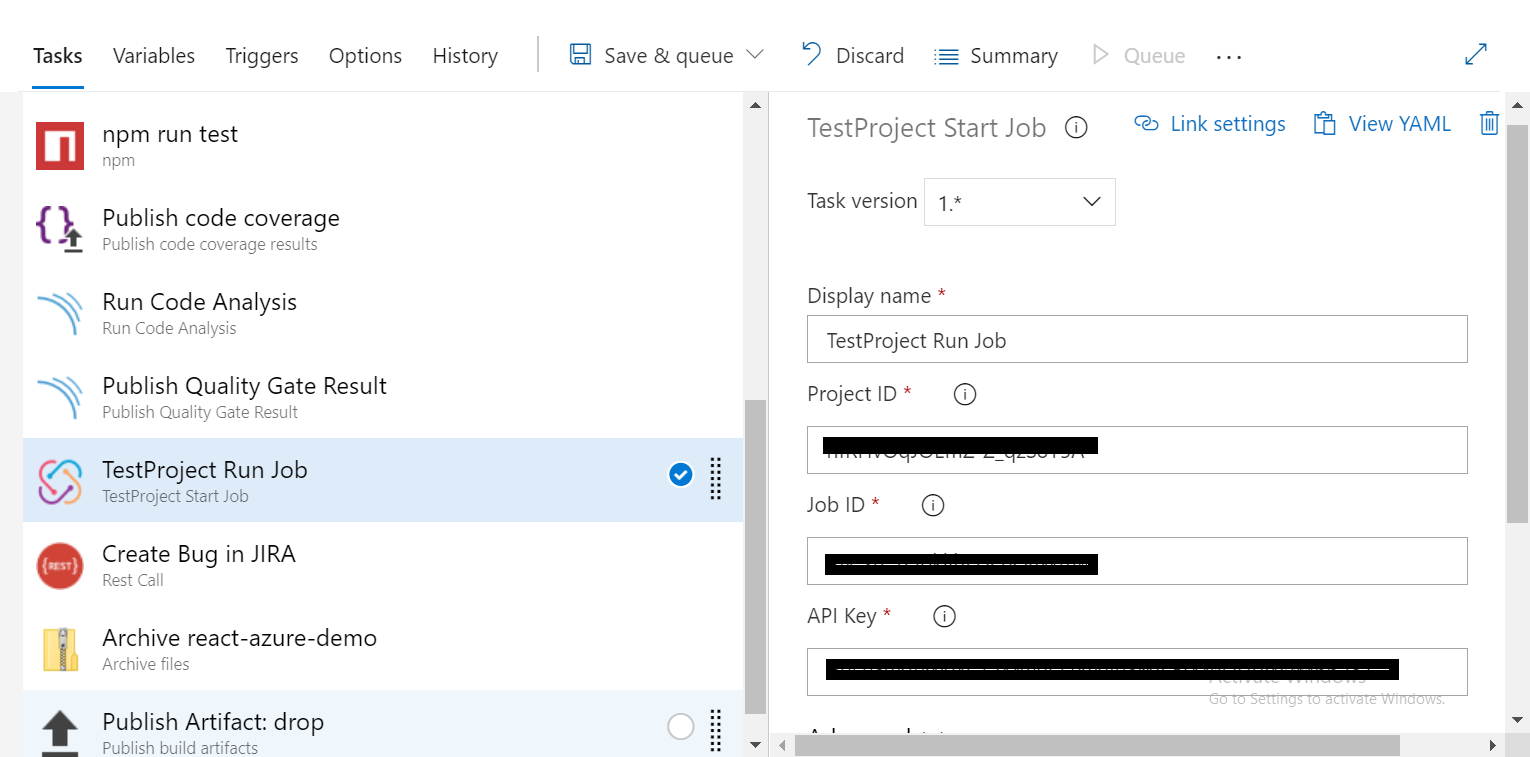 Tasks Variables Triggers Options History Save & queue Discard Summary Queue ...
npm run test
npm
Publish code coverage
Publish code coverage results
Run Code Analysis
Run Code Analysis
Publish Quality Gate Result
Publish Quality Gate Result
TestProject Run Job
TestProject Start Job
Create Bug in JIRA
{REST}
Rest Call
Archive react-azure-demo
Archive files
Publish Artifact: drop
Publish build artifacts
TestProject Start Job Link settings View YAML
Task version 1.*
Display name *
TestProject Run Job
Project ID *
Job ID *
API Key *
Activate Windows
Go to Settings to activate Windows.